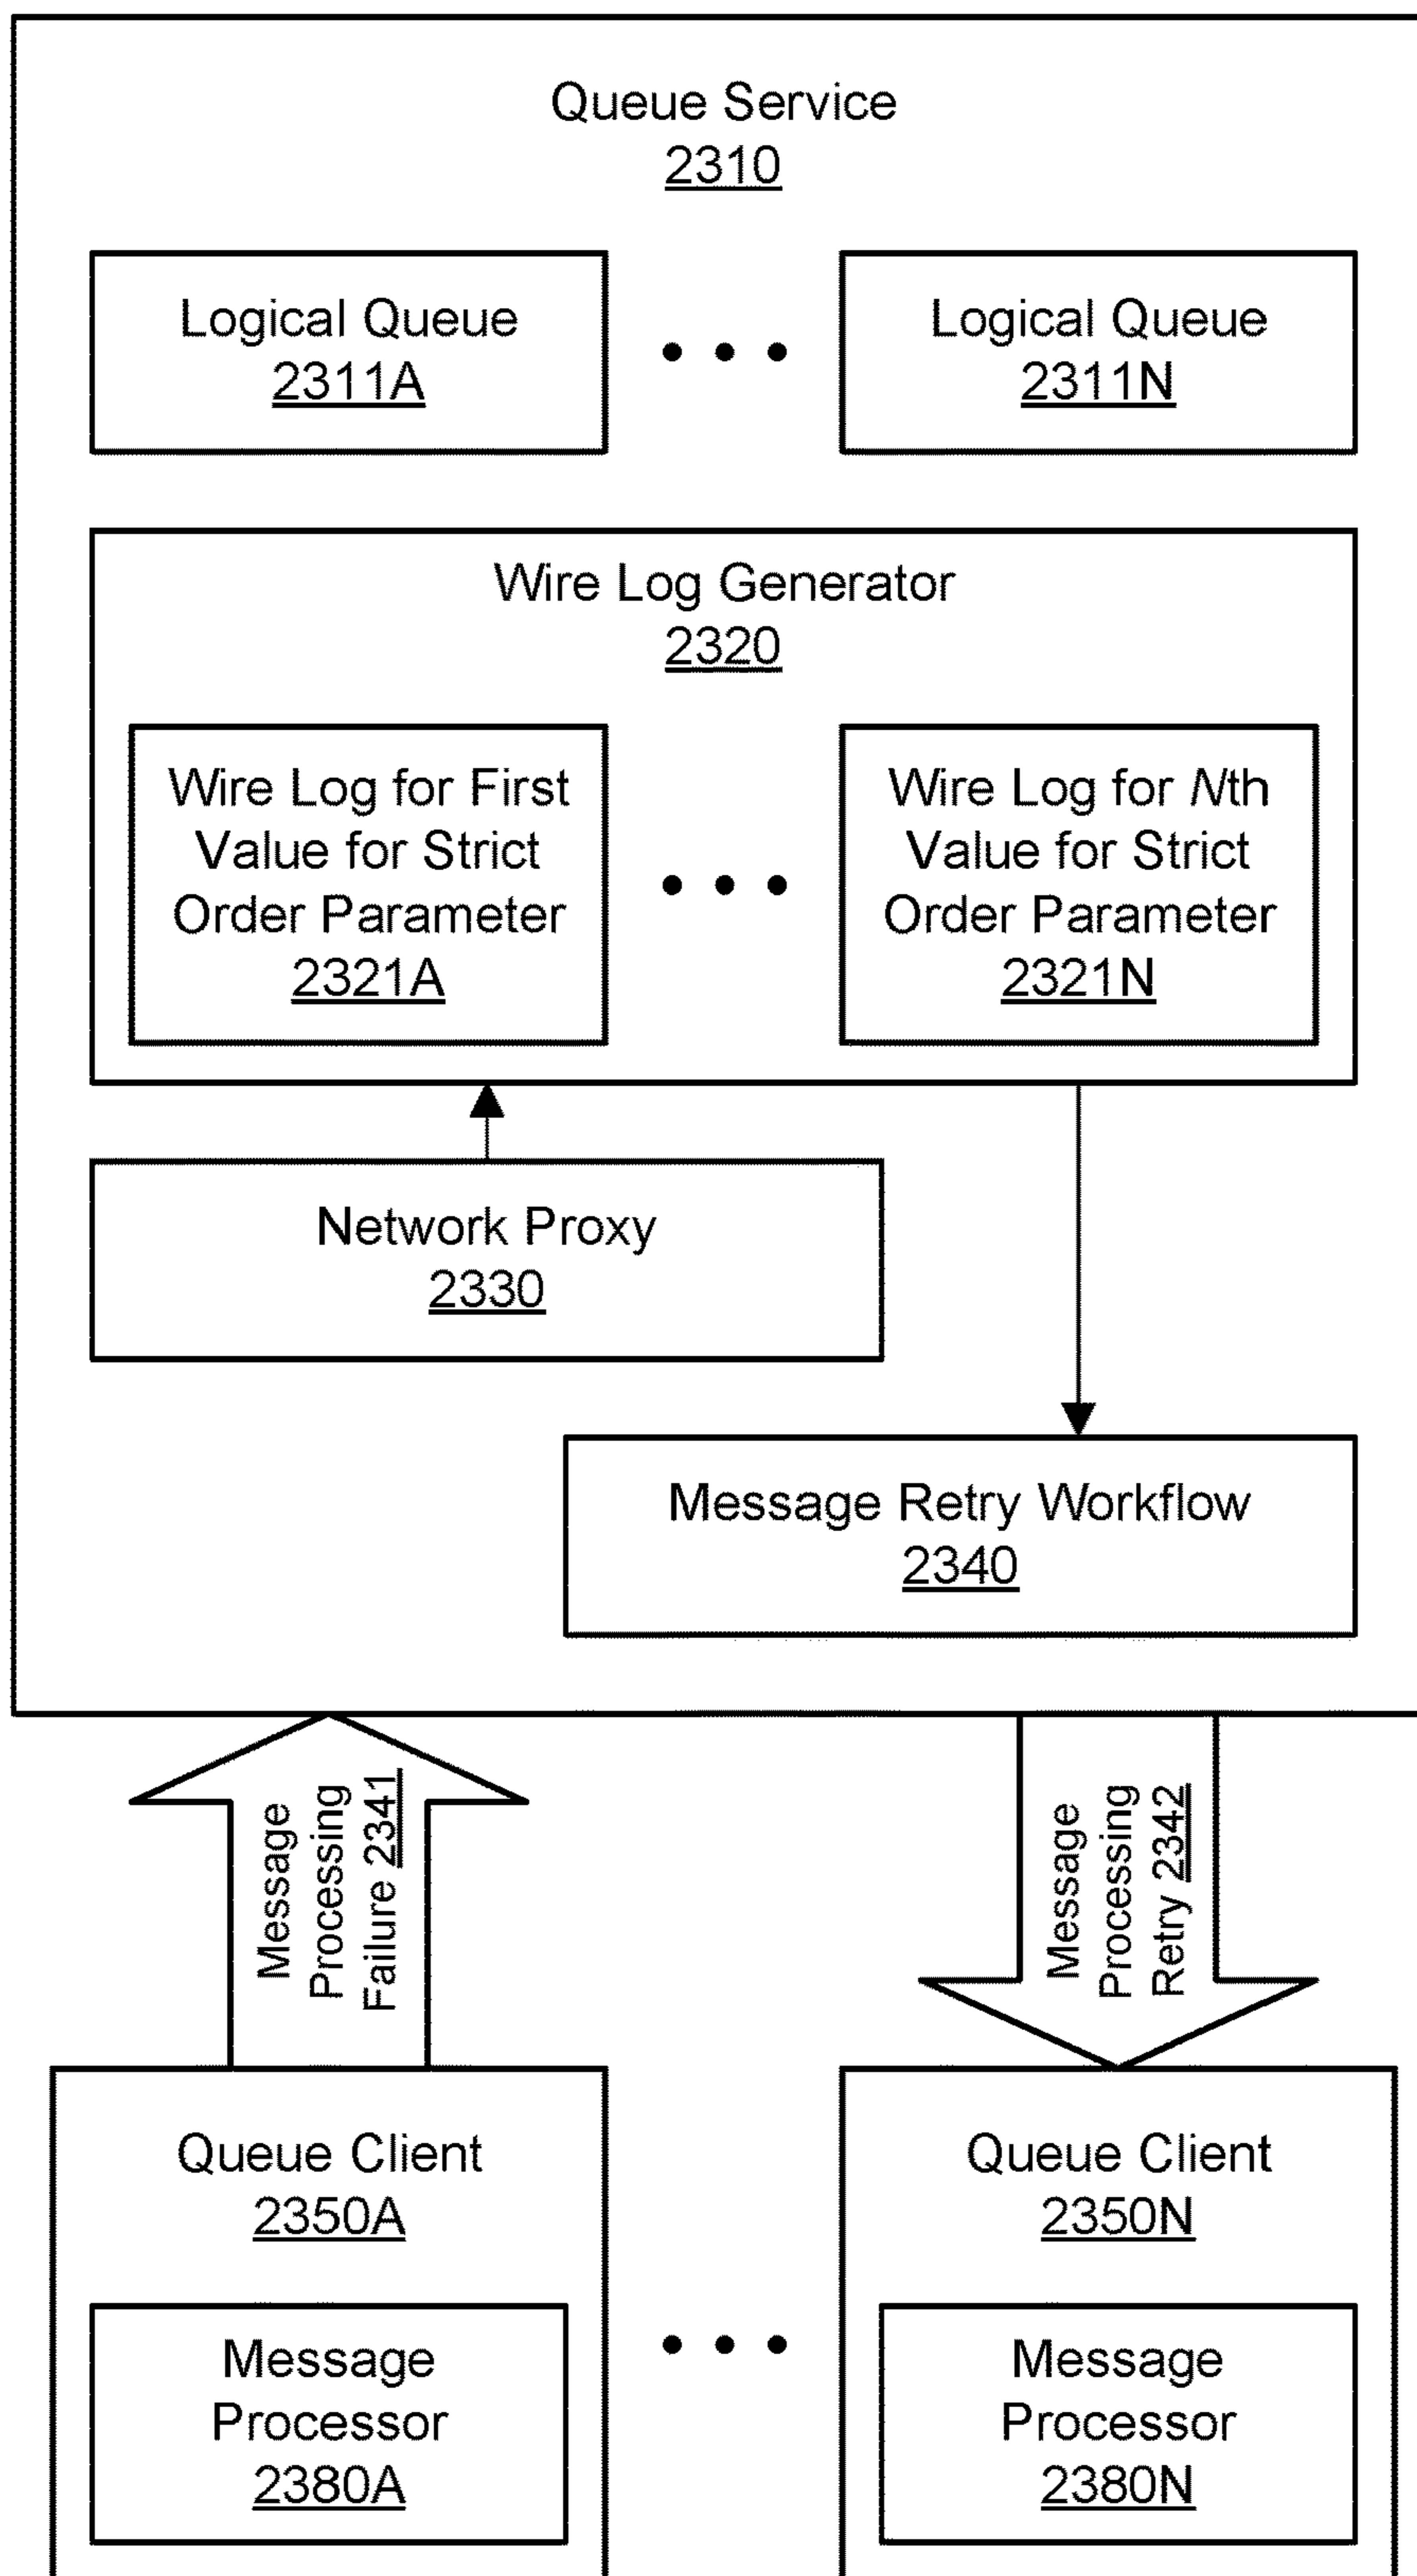 Queue Service
2310
Logical Queue
2311A
Logical Queue
2311N
Wire Log Generator
2320
Wire Log for First
Value for Strict
Order Parameter
2321A
Wire Log for Nth
Value for Strict
Order Parameter
2321N
Network Proxy
2330
Message Retry Workflow
2340
Message
Processing
Failure 2341
Message
Processing
Retry 2342
Queue Client
2350A
Message
Processor
2380A
Queue Client
2350N
Message
Processor
2380N